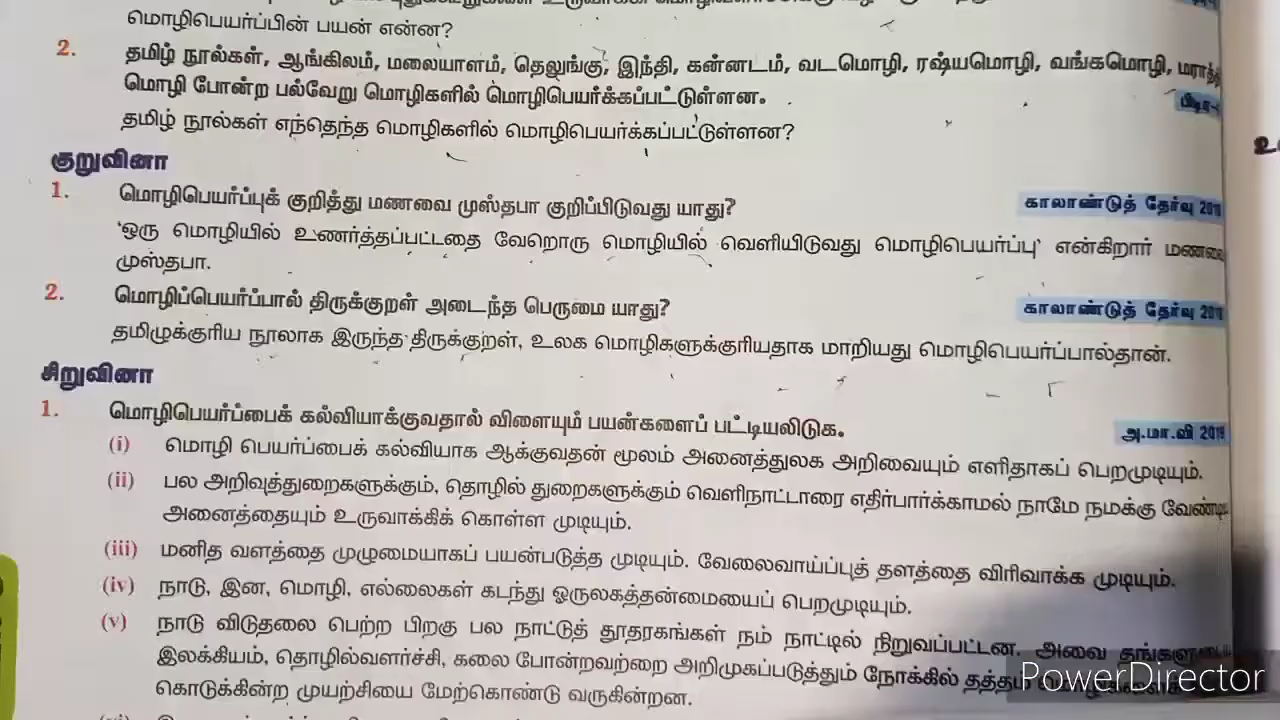 மொழிபெயர்ப்பின் பயன் என்ன?
2. தமிழ் நூல்கள், ஆங்கிலம், மலையாளம், தெலுங்கு, இந்தி, கன்னடம், வடமொழி, ரஷ்யமொழி, வங்கமொழி,
மொழி போன்ற பல்வேறு மொழிகளில் மொழிபெயர்க்கப்பட்டுள்ளன.
தமிழ் நூல்கள் எந்தெந்த மொழிகளில் மொழிபெயர்க்கப்பட்டுள்ளன?
குறுவினா
1. மொழிபெயர்ப்புக் குறித்து மணவை முஸ்தபா குறிப்பிடுவது யாது? காலாண்டுத் தேர்வு
'ஒரு மொழியில் உணர்த்தப்பட்டதை வேறொரு மொழியில் வெளியிடுவது மொழிபெயர்ப்பு' என்கிறார் மணவை
முஸ்தபா.
2. மொழிப்பெயர்ப்பால் திருக்குறள் அடைந்த பெருமை யாது? காலாண்டுத் தேர்வு
தமிழுக்குரிய நூலாக இருந்த திருக்குறள், உலக மொழிகளுக்குரியதாக மாறியது மொழிபெயர்ப்பால்தான்.
சிறுவினா
1. மொழிபெயர்ப்பைக் கல்வியாக்குவதால் விளையும் பயன்களைப் பட்டியலிடுக. அ.மா.வி 2019
(i) மொழி பெயர்ப்பைக் கல்வியாக ஆக்குவதன் மூலம் அனைத்துலக அறிவையும் எளிதாகப் பெறமுடியும்.
(ii) பல அறிவுத்துறைகளுக்கும், தொழில் துறைகளுக்கும் வெளிநாட்டாரை எதிர்பார்க்காமல் நாமே நமக்கு
அனைத்தையும் உருவாக்கிக் கொள்ள முடியும்.
(iii) மனித வளத்தை முழுமையாகப் பயன்படுத்த முடியும். வேலைவாய்ப்புத் தளத்தை விரிவாக்க முடியும்.
(iv) நாடு, இன, மொழி, எல்லைகள் கடந்து ஓருலகத்தன்மையைப் பெறமுடியும்.
(v) நாடு விடுதலை பெற்ற பிறகு பல நாட்டுத் தூதரகங்கள் நம் நாட்டில் நிறுவப்பட்டன. அவை
இலக்கியம், தொழில்வளர்ச்சி, கலை போன்றவற்றை அறிமுகப்படுத்தும் நோக்கில்
கொடுக்கின்ற முயற்சியை மேற்கொண்டு வருகின்றன.
PowerDirector